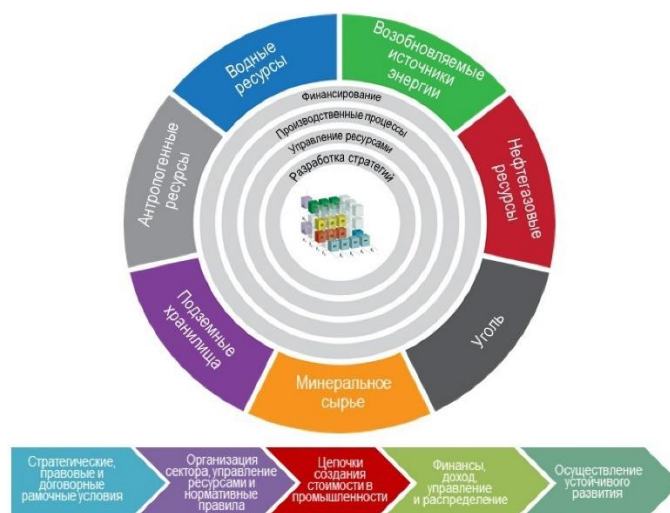 Водные
ресурсы
Возобновляемые
источники
энергии
Нефтегазовые
ресурсы
Уголь
Минеральное
сырье
Подземные
хранилища
Антропогенные
ресурсы
Финансирование
Производственные процессы
Управление ресурсами
Разработка стратегий
Стратегические,
правовые и
договорные
рамочные условия
Организация
сектора, управление
ресурсами и
нормативные
правила
Цепочки
создания
стоимости в
промышленности
Финансы,
доход,
управление
и распределение
Осуществление
устойчивого
развития